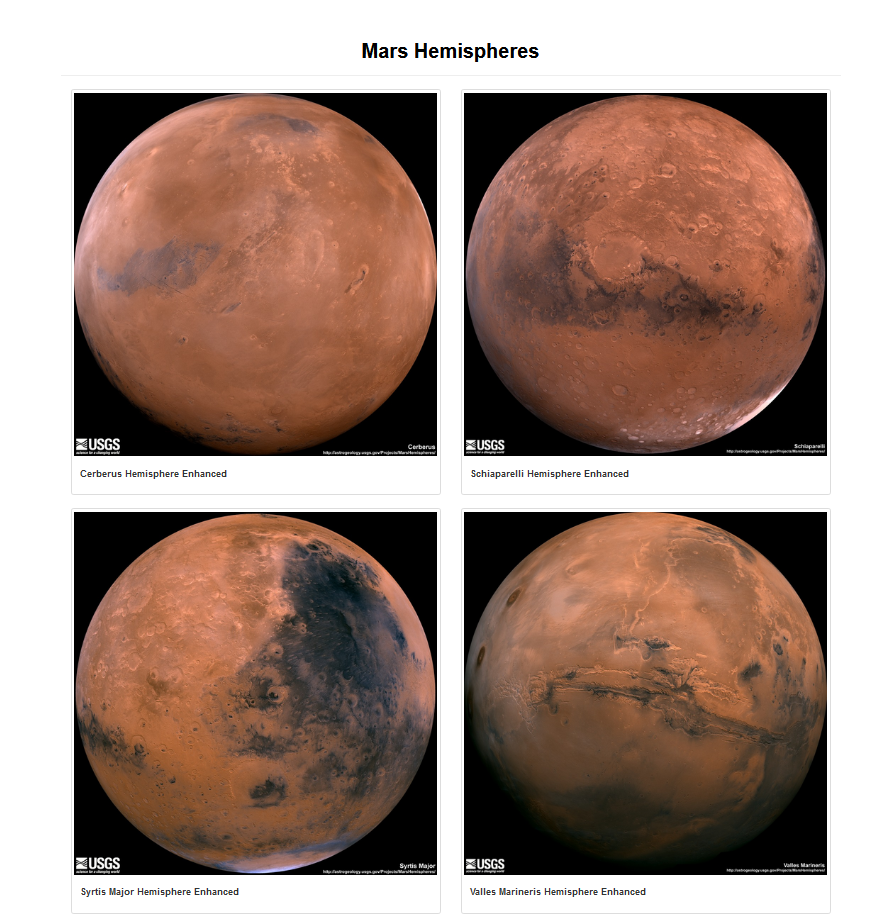 Mars Hemispheres
USGS
science for a changing world
Cerberus
http://astrogeology.usgs.gov/Projects/MarsHemispheres/
USGS
science for a changing world
Schiaparelli
http://astrogeology.usgs.gov/Projects/MarsHemispheres/
Cerberus Hemisphere Enhanced
Schiaparelli Hemisphere Enhanced
USGS
science for a changing world
Syrtis Major
http://astrogeology.usgs.gov/Projects/MarsHemispheres/
USGS
science for a changing world
Valles Marineris
http://astrogeology.usgs.gov/Projects/MarsHemispheres/
Syrtis Major Hemisphere Enhanced
Valles Marineris Hemisphere Enhanced